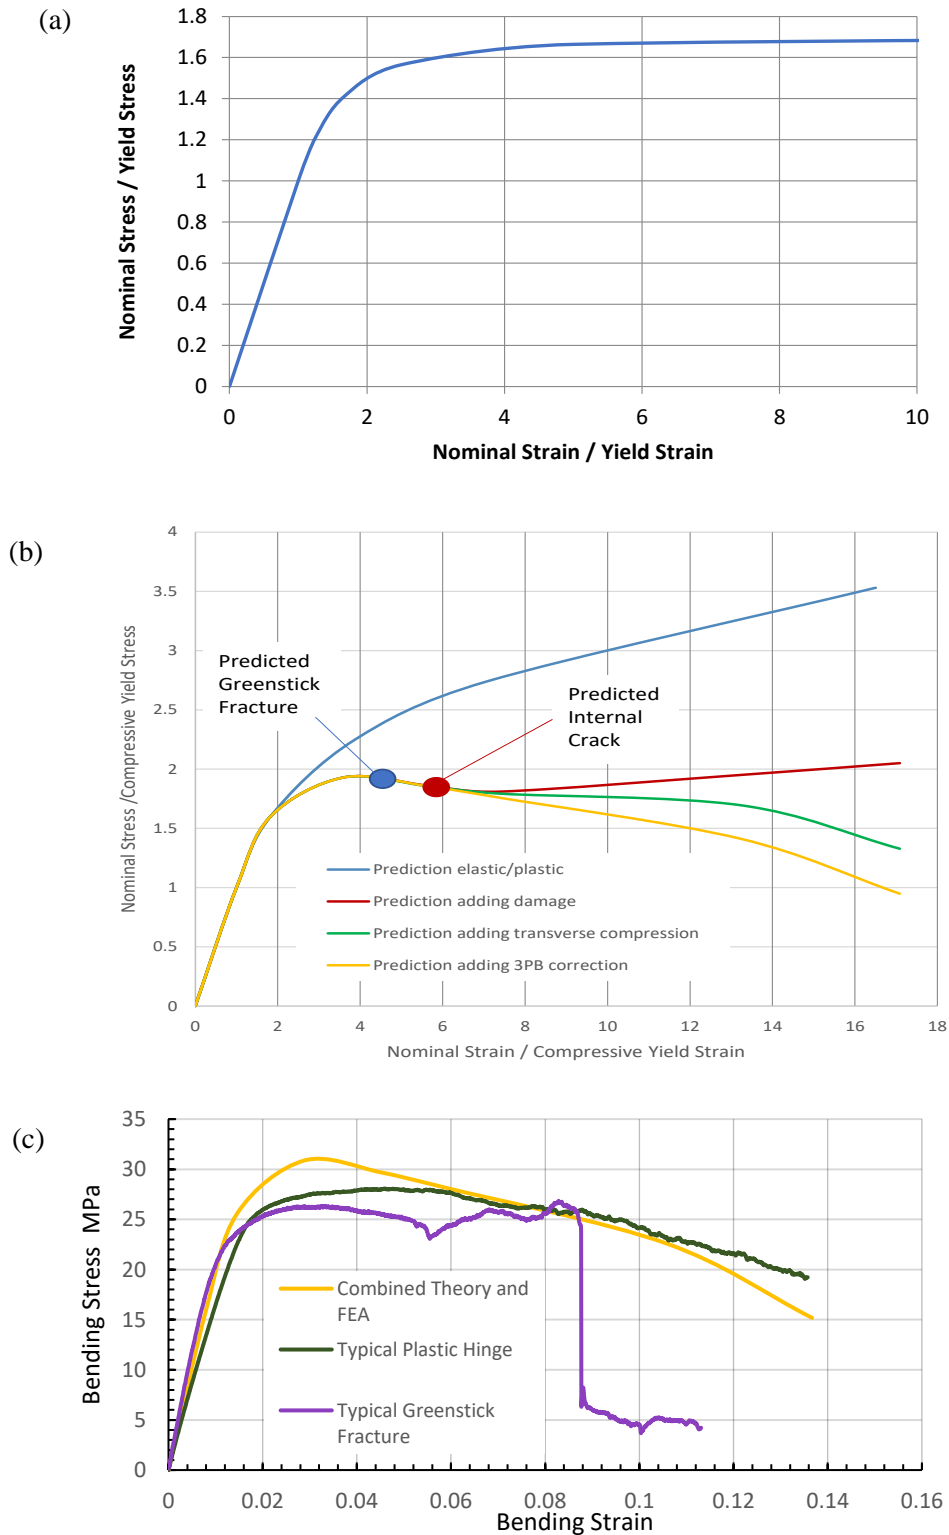 (a)
1.8
1.6
1.4
1.2
1
0.8
0.6
0.4
0.2
0
0 2 4 6 8 10
Nominal Stress / Yield Stress
Nominal Strain / Yield Strain
(b)
4
3.5
3
2.5
2
1.5
1
0.5
0
0 2 4 6 8 10 12 14 16 18
Nominal Stress /Compressive Yield Stress
Predicted
Greenstick
Fracture
Predicted
Internal
Crack
Prediction elastic/plastic
Prediction adding damage
Prediction adding transverse compression
Prediction adding 3PB correction
Nominal Strain / Compressive Yield Strain
(c)
35
30
25
20
15
10
5
0
0 0.02 0.04 0.06 0.08 0.1 0.12 0.14 0.16
Bending Stress MPa
Combined Theory and
FEA
Typical Plastic Hinge
Typical Greenstick
Fracture
Bending Strain